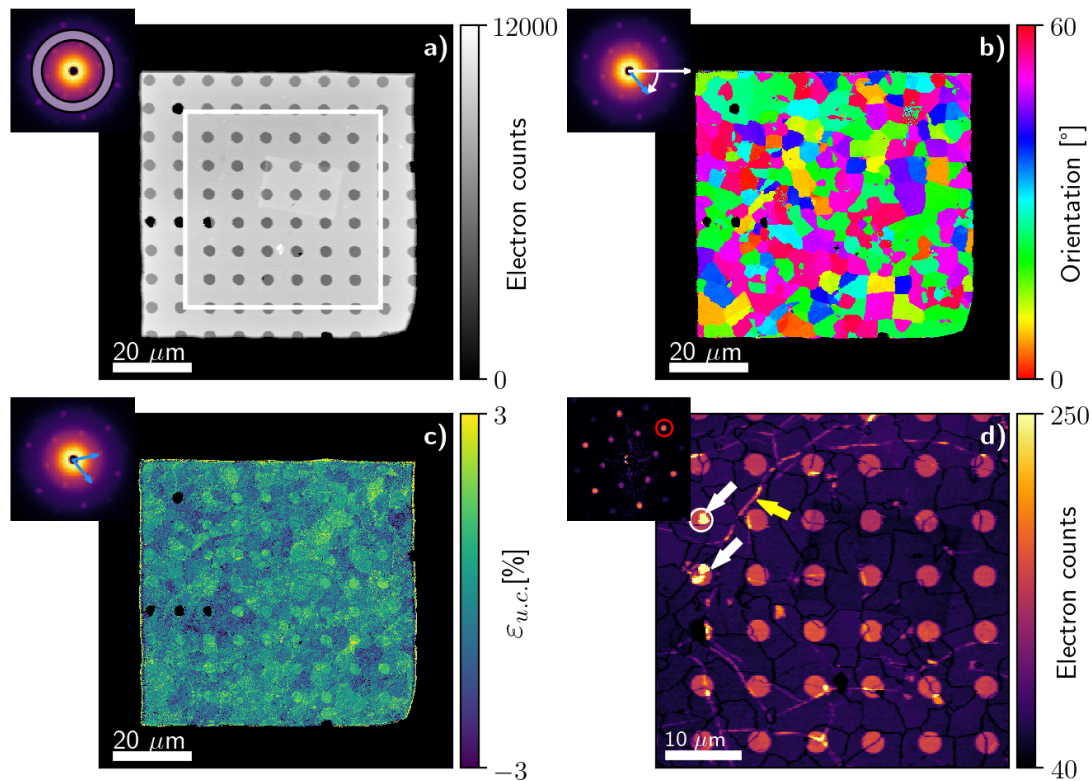 a)
12000
Electron counts
0
20 μm
b)
60
Orientation [°]
0
20 μm
c)
3
ε_{u.c.}[%]
−3
20 μm
d)
250
Electron counts
40
10 μm